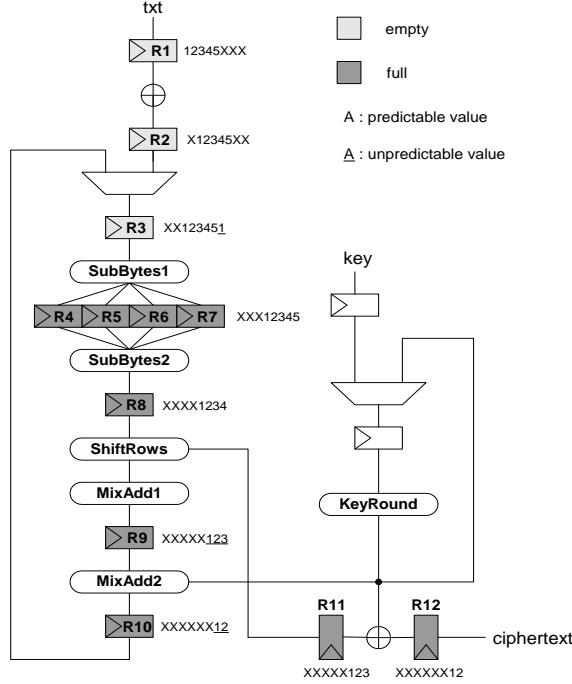 txt
R1 12345XXX
empty
full
A : predictable value
A : unpredictable value
R2 X12345XX
R3 XX123451
SubBytes1
key
R4 R5 R6 R7 XXX12345
SubBytes2
R8 XXXX1234
ShiftRows
MixAdd1
KeyRound
R9 XXXXX123
MixAdd2
R10 XXXXXX12
R11 R12
ciphertext
XXXXX123 XXXXXX12